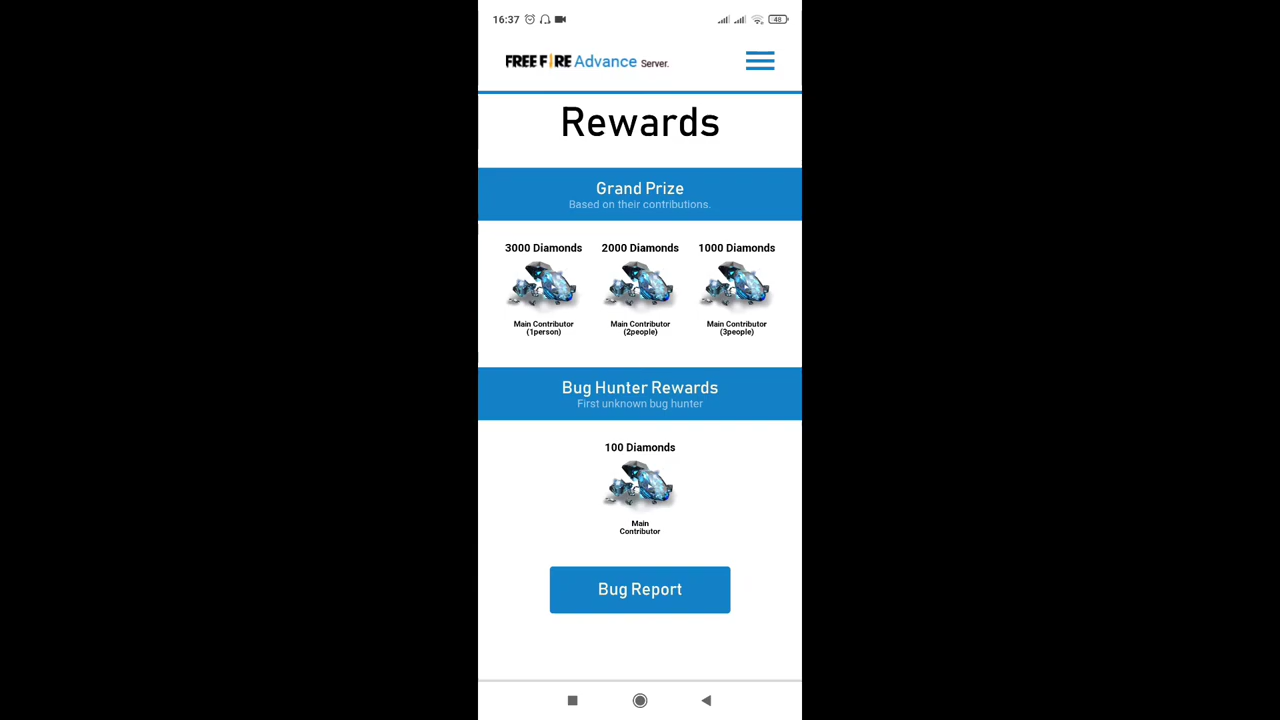 16:37
48
FREE FIRE Advance Server.
Rewards
Grand Prize
Based on their contributions.
3000 Diamonds 2000 Diamonds 1000 Diamonds
Main Contributor Main Contributor Main Contributor
(1person) (2people) (3people)
Bug Hunter Rewards
First unknown bug hunter
100 Diamonds
Main
Contributor
Bug Report